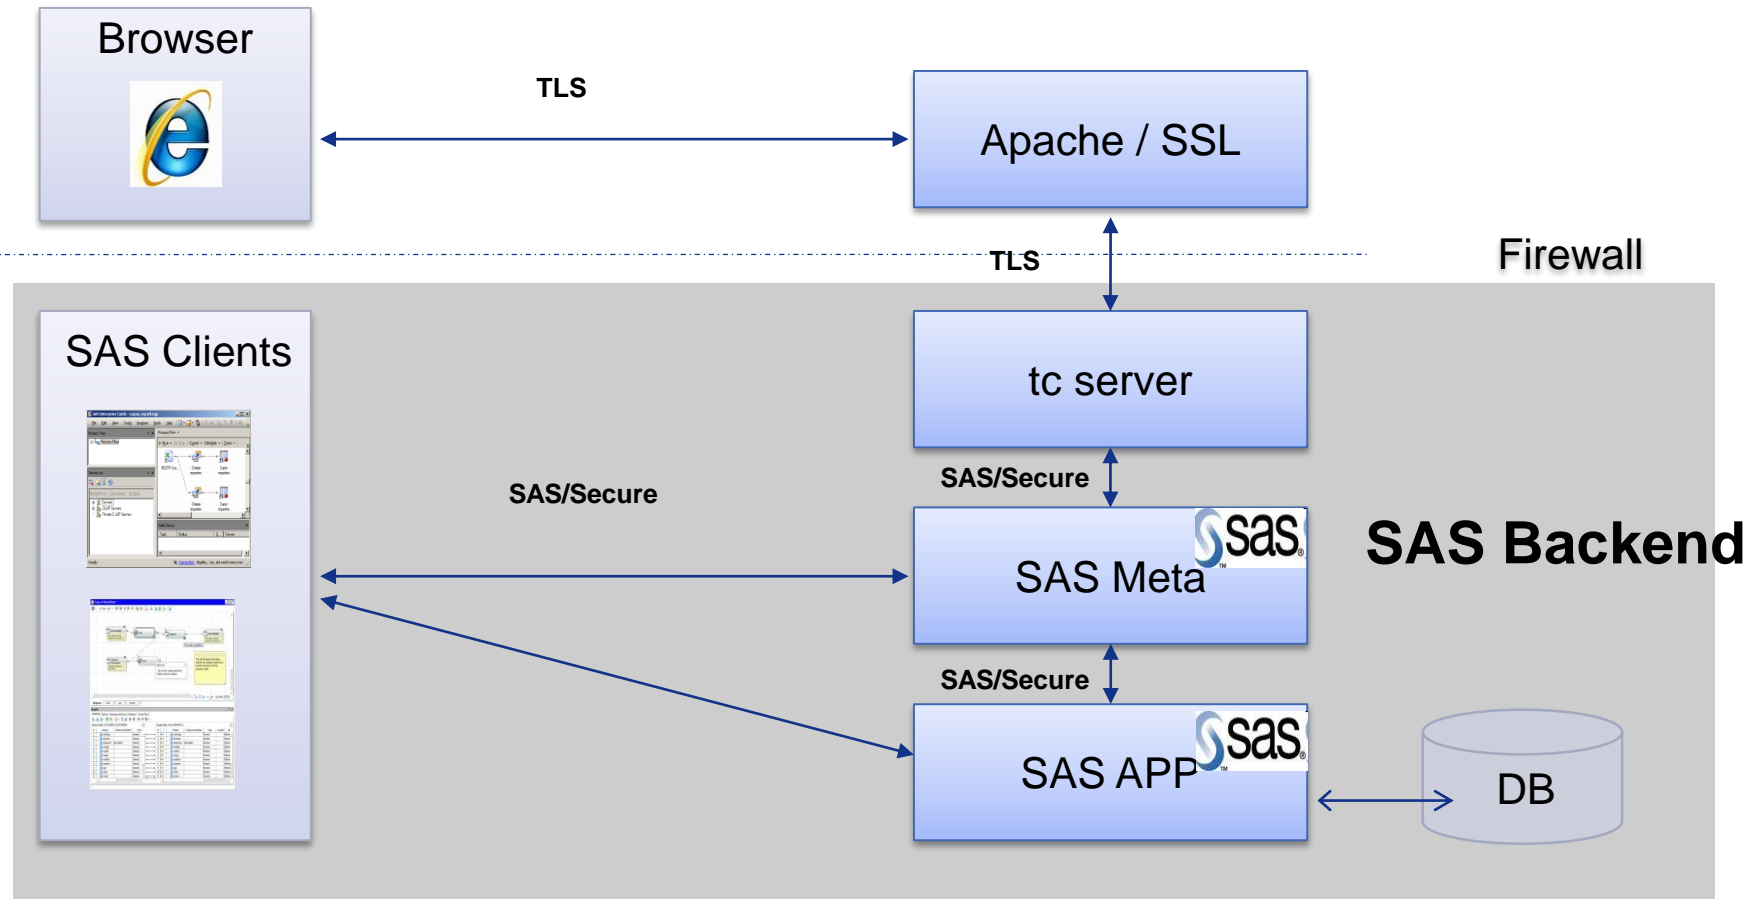 Browser
TLS
Apache / SSL
Firewall
TLS
SAS Clients
tc server
SAS/Secure
SAS/Secure
sas
SAS Meta
SAS Backend
SAS/Secure
sas
SAS APP
DB